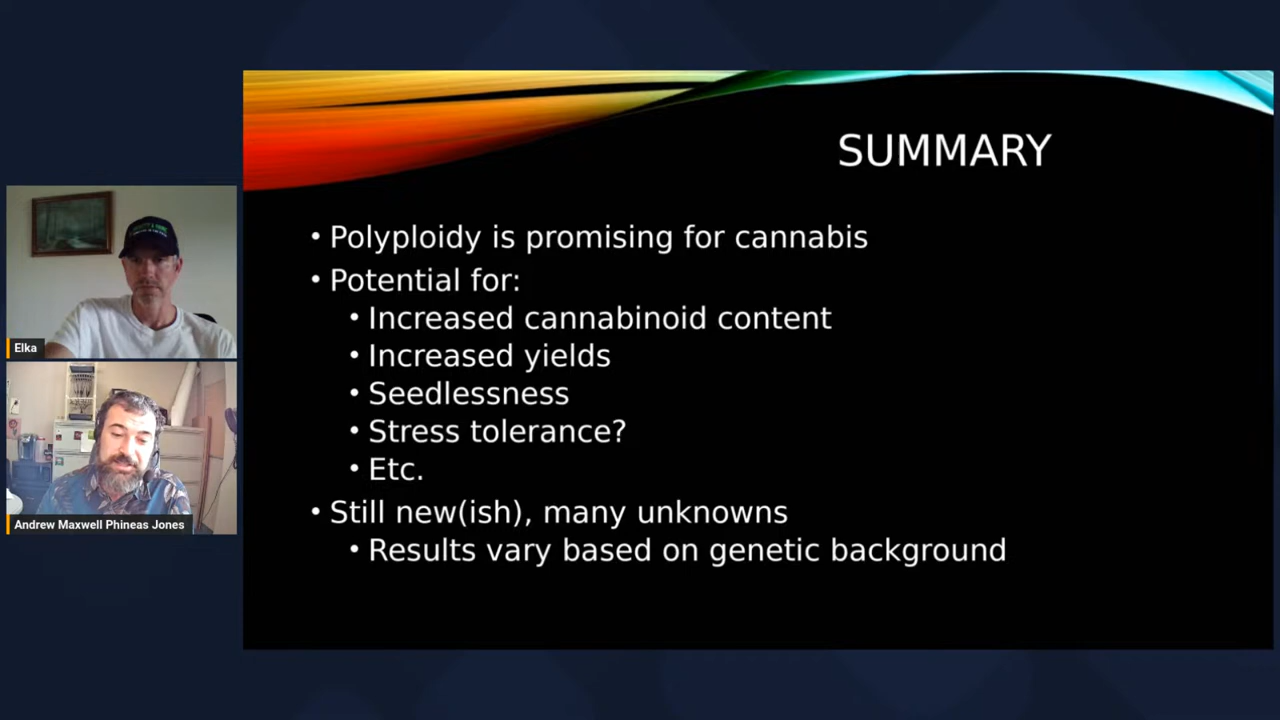 SUMMARY
• Polyploidy is promising for cannabis
• Potential for:
• Increased cannabinoid content
• Increased yields
• Seedlessness
• Stress tolerance?
• Etc.
• Still new(ish), many unknowns
• Results vary based on genetic background
Elka
Andrew Maxwell Phineas Jones